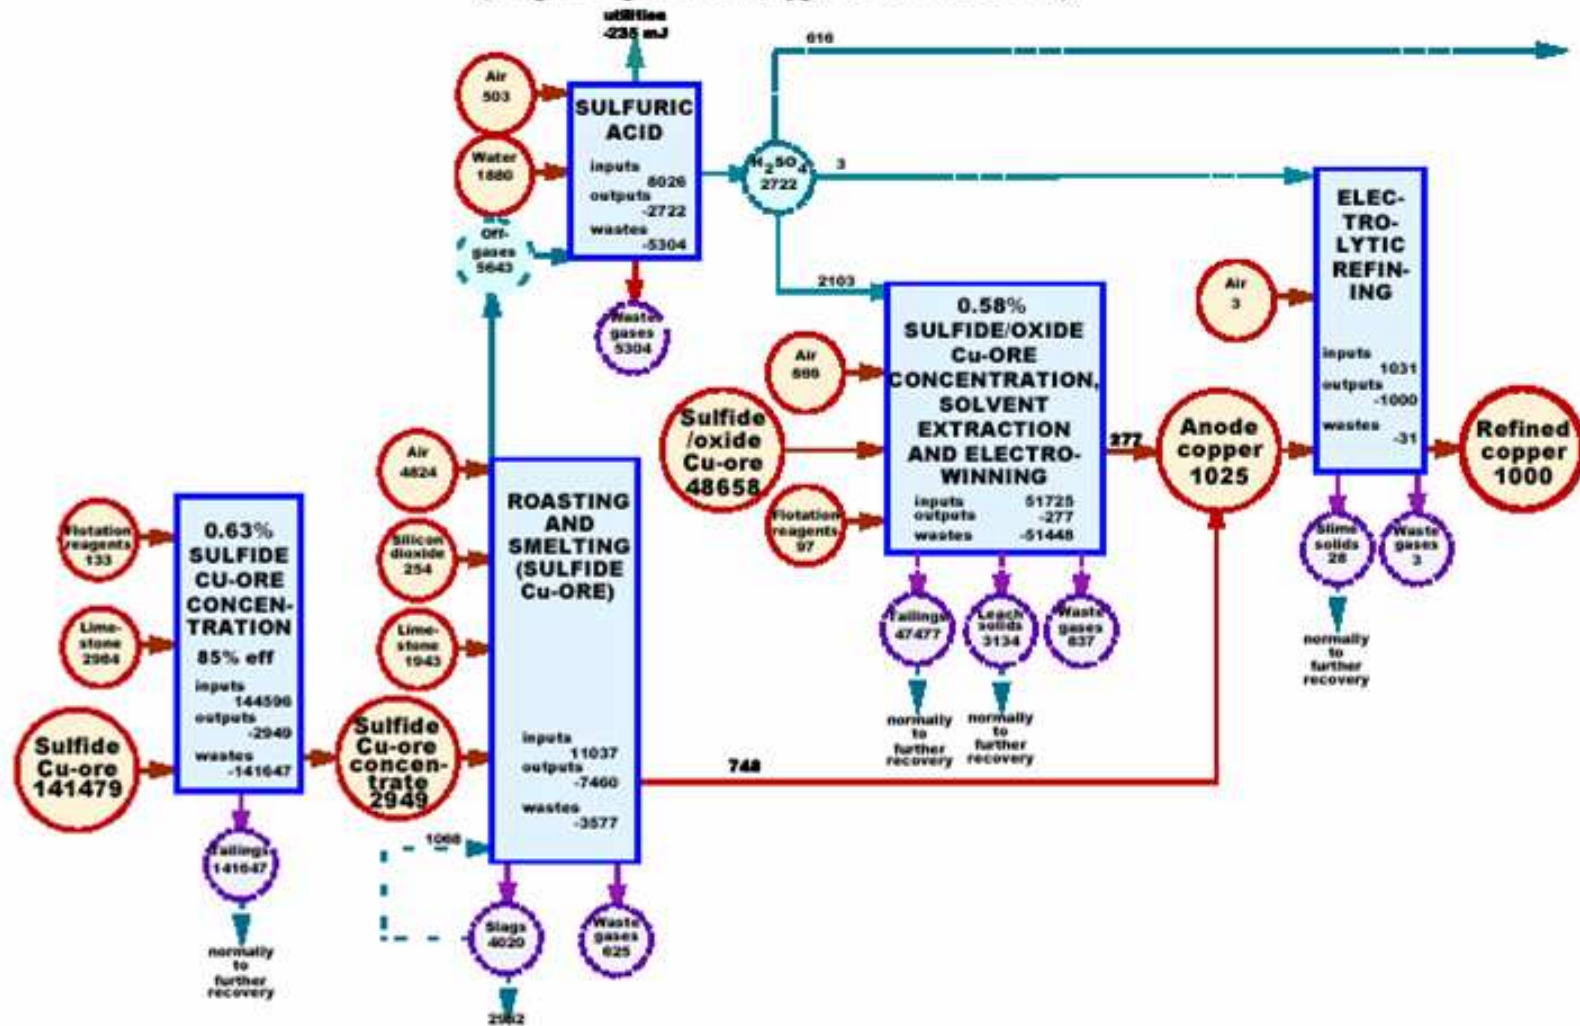 utilities
-235 mJ
616
Air
503
SULFURIC
ACID
inputs
8026
outputs
-2722
wastes
-5304
Water
1880
Off-
gases
5643
H2SO4
2722
3
2103
Waste
gases
5304
ELEC-
TRO-
LYTIC
REFIN-
ING
inputs
1031
outputs
-1000
wastes
-31
Air
3
0.58%
SULFIDE/OXIDE
Cu-ORE
CONCENTRATION,
SOLVENT
EXTRACTION
AND ELECTRO-
WINNING
inputs 51725
outputs -277
wastes -51448
Air
Sulfide
/oxide
Cu-ore
48658
Flotation
reagents
97
277
Anode
copper
1025
Refined
copper
1000
Slime
solids
28
Waste
gases
3
normally
to
further
recovery
Tailings
47477
Leach
solids
3134
Waste
gases
837
normally
to
further
recovery
normally
to
further
recovery
Air
4824
Silicon
dioxide
254
Lime-
stone
1943
ROASTING
AND
SMELTING
(SULFIDE
Cu-ORE)
inputs
11037
outputs
-7460
wastes
-3577
748
Flotation
reagents
133
Lime-
stone
2984
Sulfide
Cu-ore
141479
0.63%
SULFIDE
CU-ORE
CONCEN-
TRATION
85% eff
inputs
144596
outputs
-2949
wastes
-141647
Sulfide
Cu-ore
concen-
trate
2949
1068
Tailings
141647
normally
to
further
recovery
Slags
4020
Waste
gases
625
2952